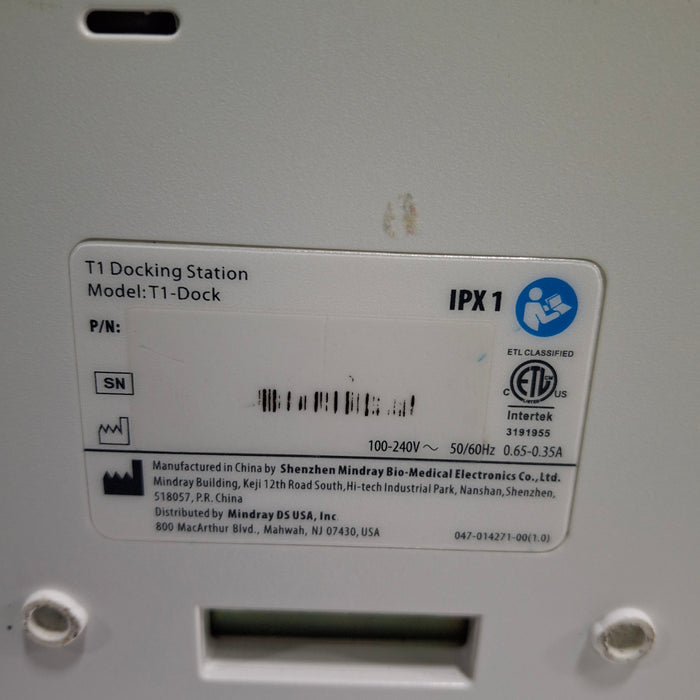 T1 Docking Station
Model: T1-Dock
IPX 1
P/N:
SN
ETL CLASSIFIED
ETL
CM
LISTED
C US
Intertek
3191955
100-240V ~ 50/60Hz 0.65-0.35A
Manufactured in China by Shenzhen Mindray Bio-Medical Electronics Co., Ltd.
Mindray Building, Keji 12th Road South, Hi-tech Industrial Park, Nanshan, Shenzhen,
518057, P.R. China
Distributed by Mindray DS USA, Inc.
800 MacArthur Blvd., Mahwah, NJ 07430, USA
047-014271-00(1.0)